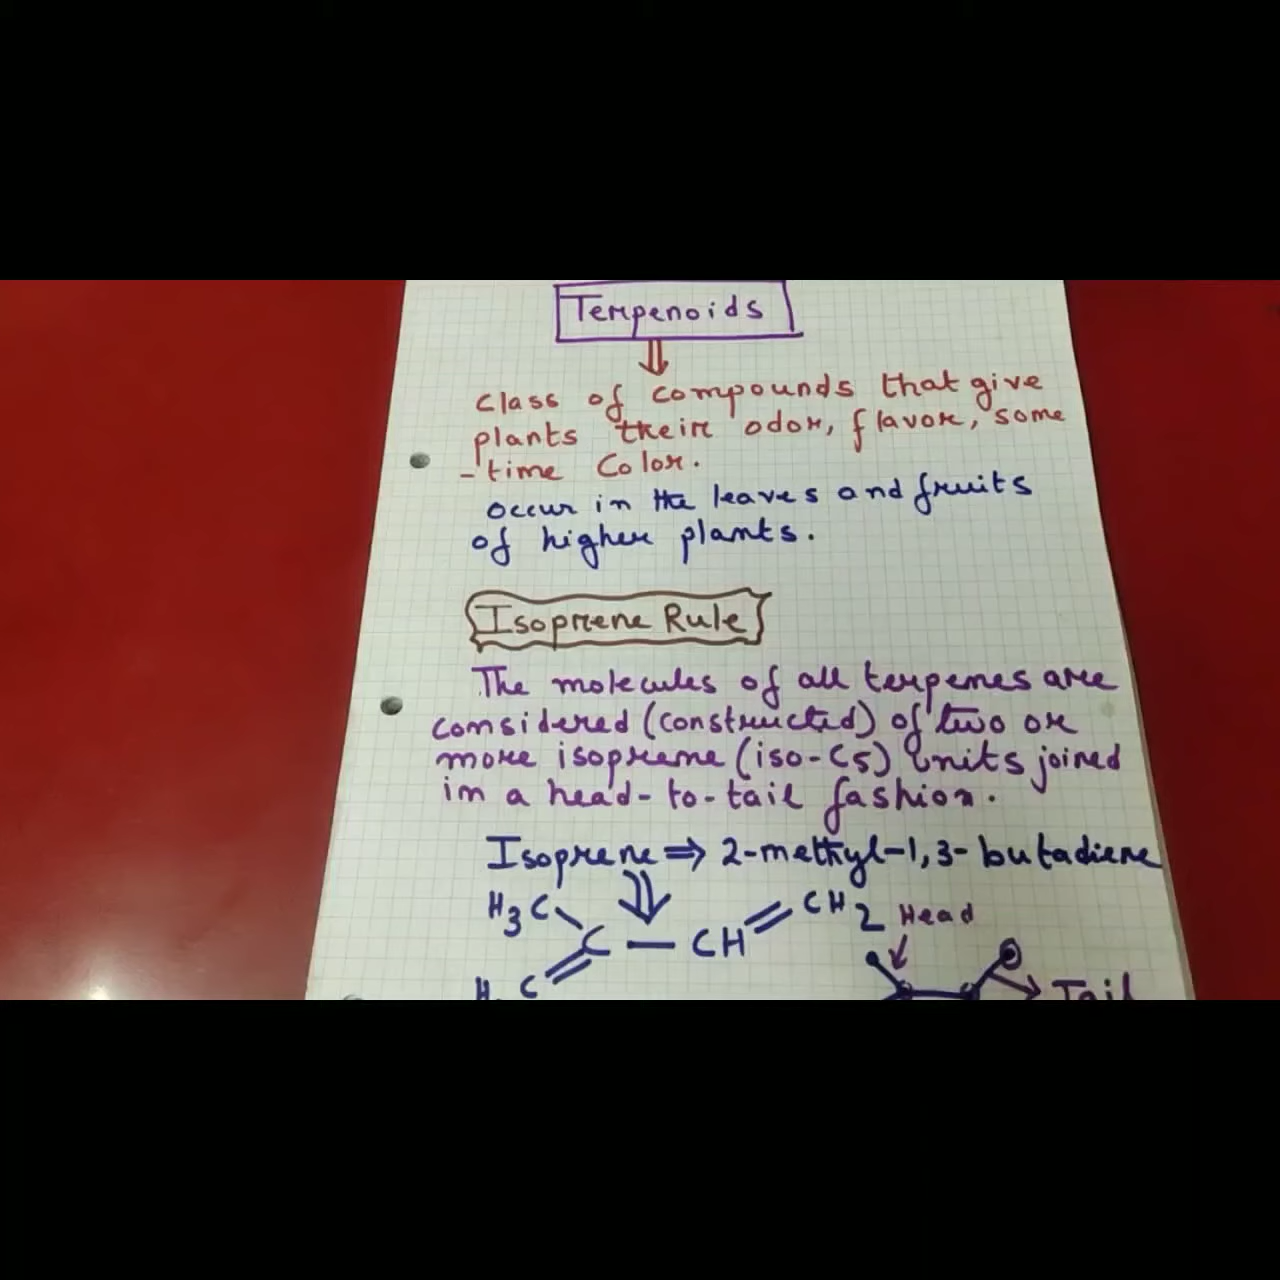 Terpenoids
class of compounds that give
plants their odor, flavor, some
-time Color.
occur in the leaves and fruits
of higher plants.
Isoprene Rule
The molecules of all terpenes are
considered (constructed) of two or
more isoprene (iso-C5) Units joined
in a head-to-tail fashion.
Isoprene ⇒ 2-methyl-1,3-butadiene
H3C CH2 Head
C — CH
H C Tail